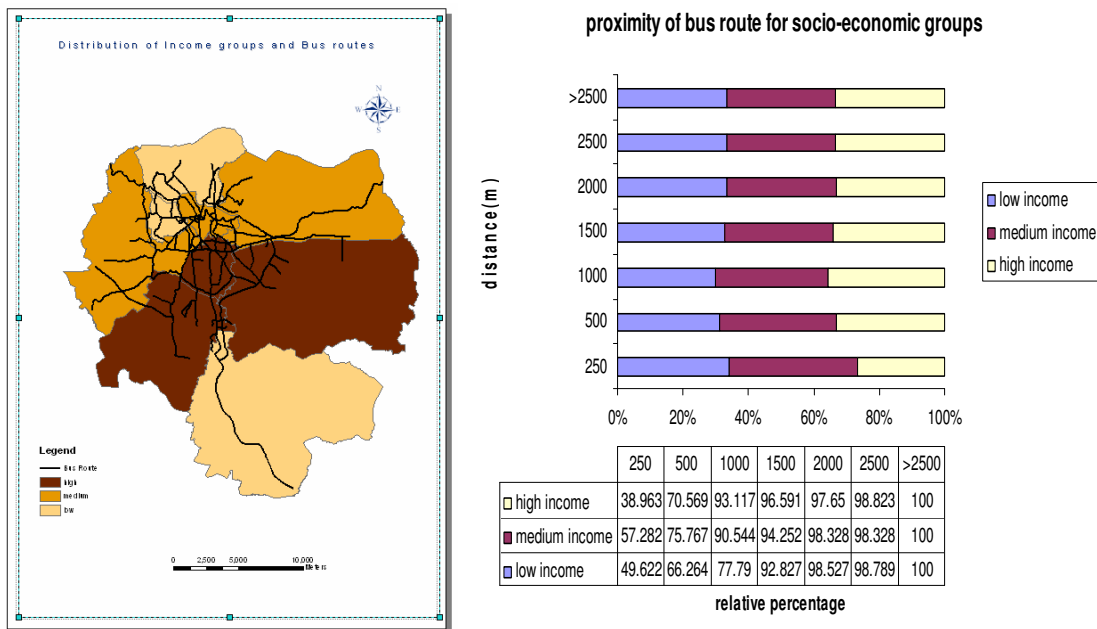 Distribution of Income groups and Bus routes
N
W E
S
Legend
Bus Route
high
medium
low
0 2,500 5,000 10,000
Meters
proximity of bus route for socio-economic groups
distance(m)
>2500
2500
2000
1500
1000
500
250
0% 20% 40% 60% 80% 100%
low income
medium income
high income
250 500 1000 1500 2000 2500 >2500
high income 38.963 70.569 93.117 96.591 97.65 98.823 100
medium income 57.282 75.767 90.544 94.252 98.328 98.328 100
low income 49.622 66.264 77.79 92.827 98.527 98.789 100
relative percentage